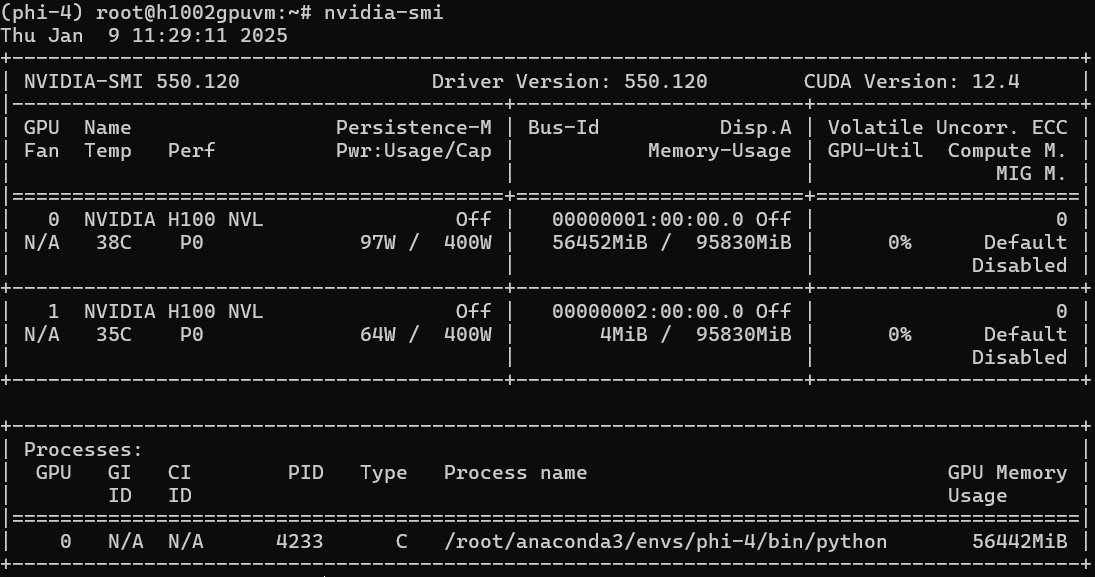 (phi-4) root@h1002gpuvm:~# nvidia-smi
Thu Jan  9 11:29:11 2025
+-----------------------------------------------------------------------------------------+
| NVIDIA-SMI 550.120                Driver Version: 550.120        CUDA Version: 12.4     |
|-----------------------------------------+------------------------+----------------------+
| GPU  Name                 Persistence-M | Bus-Id          Disp.A | Volatile Uncorr. ECC |
| Fan  Temp   Perf          Pwr:Usage/Cap |           Memory-Usage | GPU-Util  Compute M. |
|                                         |                        |               MIG M. |
|=========================================+========================+======================|
|   0  NVIDIA H100 NVL                Off |   00000001:00:00.0 Off |                    0 |
| N/A   38C    P0             97W /  400W |   56452MiB /  95830MiB |      0%      Default |
|                                         |                        |             Disabled |
+-----------------------------------------+------------------------+----------------------+
|   1  NVIDIA H100 NVL                Off |   00000002:00:00.0 Off |                    0 |
| N/A   35C    P0             64W /  400W |       4MiB /  95830MiB |      0%      Default |
|                                         |                        |             Disabled |
+-----------------------------------------+------------------------+----------------------+

+-----------------------------------------------------------------------------------------+
| Processes:                                                                              |
|  GPU   GI   CI        PID   Type   Process name                              GPU Memory |
|        ID   ID                                                               Usage      |
|=========================================================================================|
|    0   N/A  N/A      4233      C   /root/anaconda3/envs/phi-4/bin/python       56442MiB |
+-----------------------------------------------------------------------------------------+